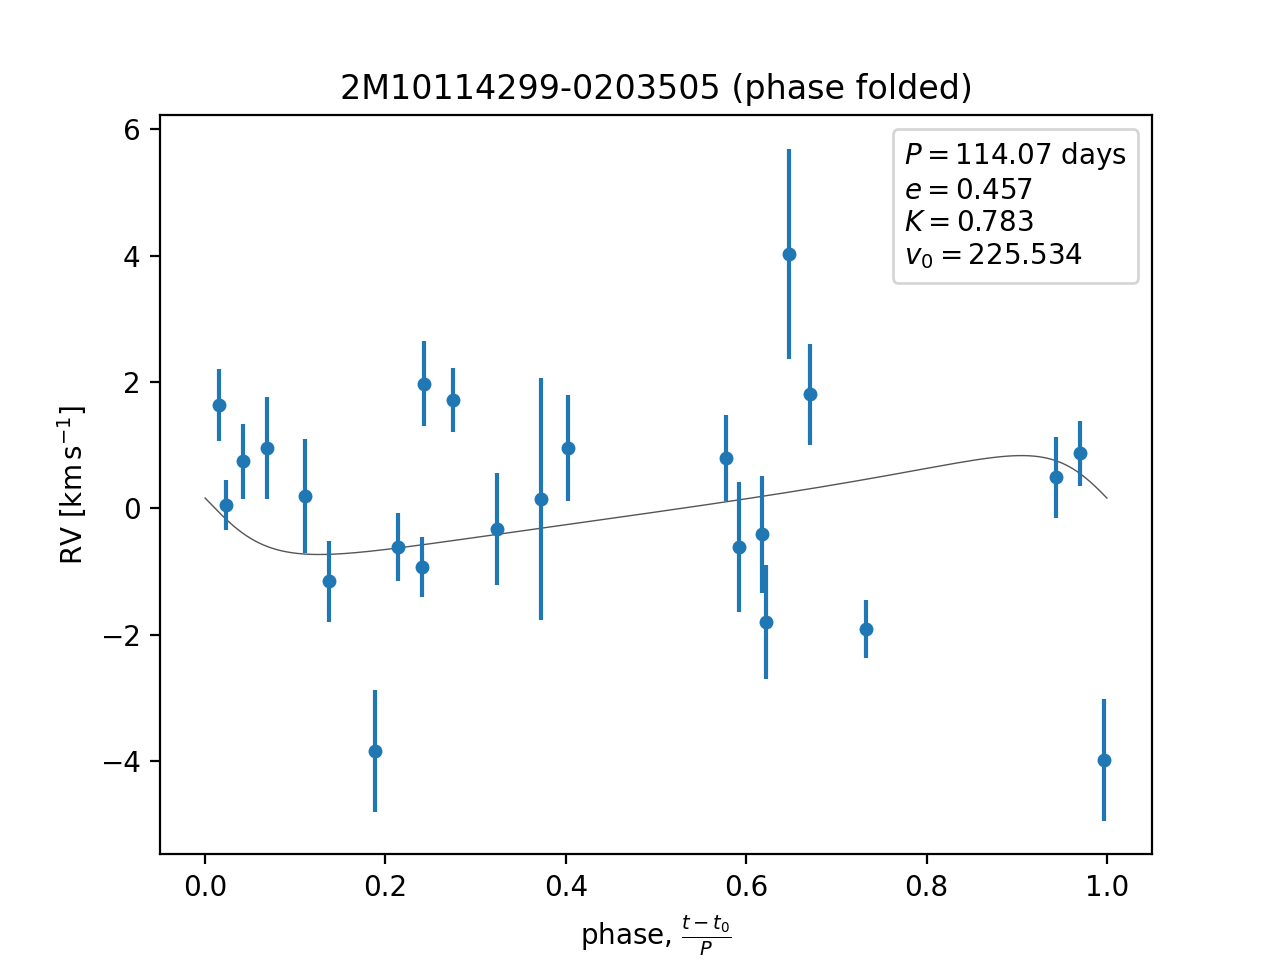 2M10114299-0203505 (phase folded)
P = 114.07 days
e = 0.457
K = 0.783
v₀ = 225.534
RV [km s⁻¹]
6
4
2
0
−2
−4
0.0 0.2 0.4 0.6 0.8 1.0
phase, (t − t₀)/P